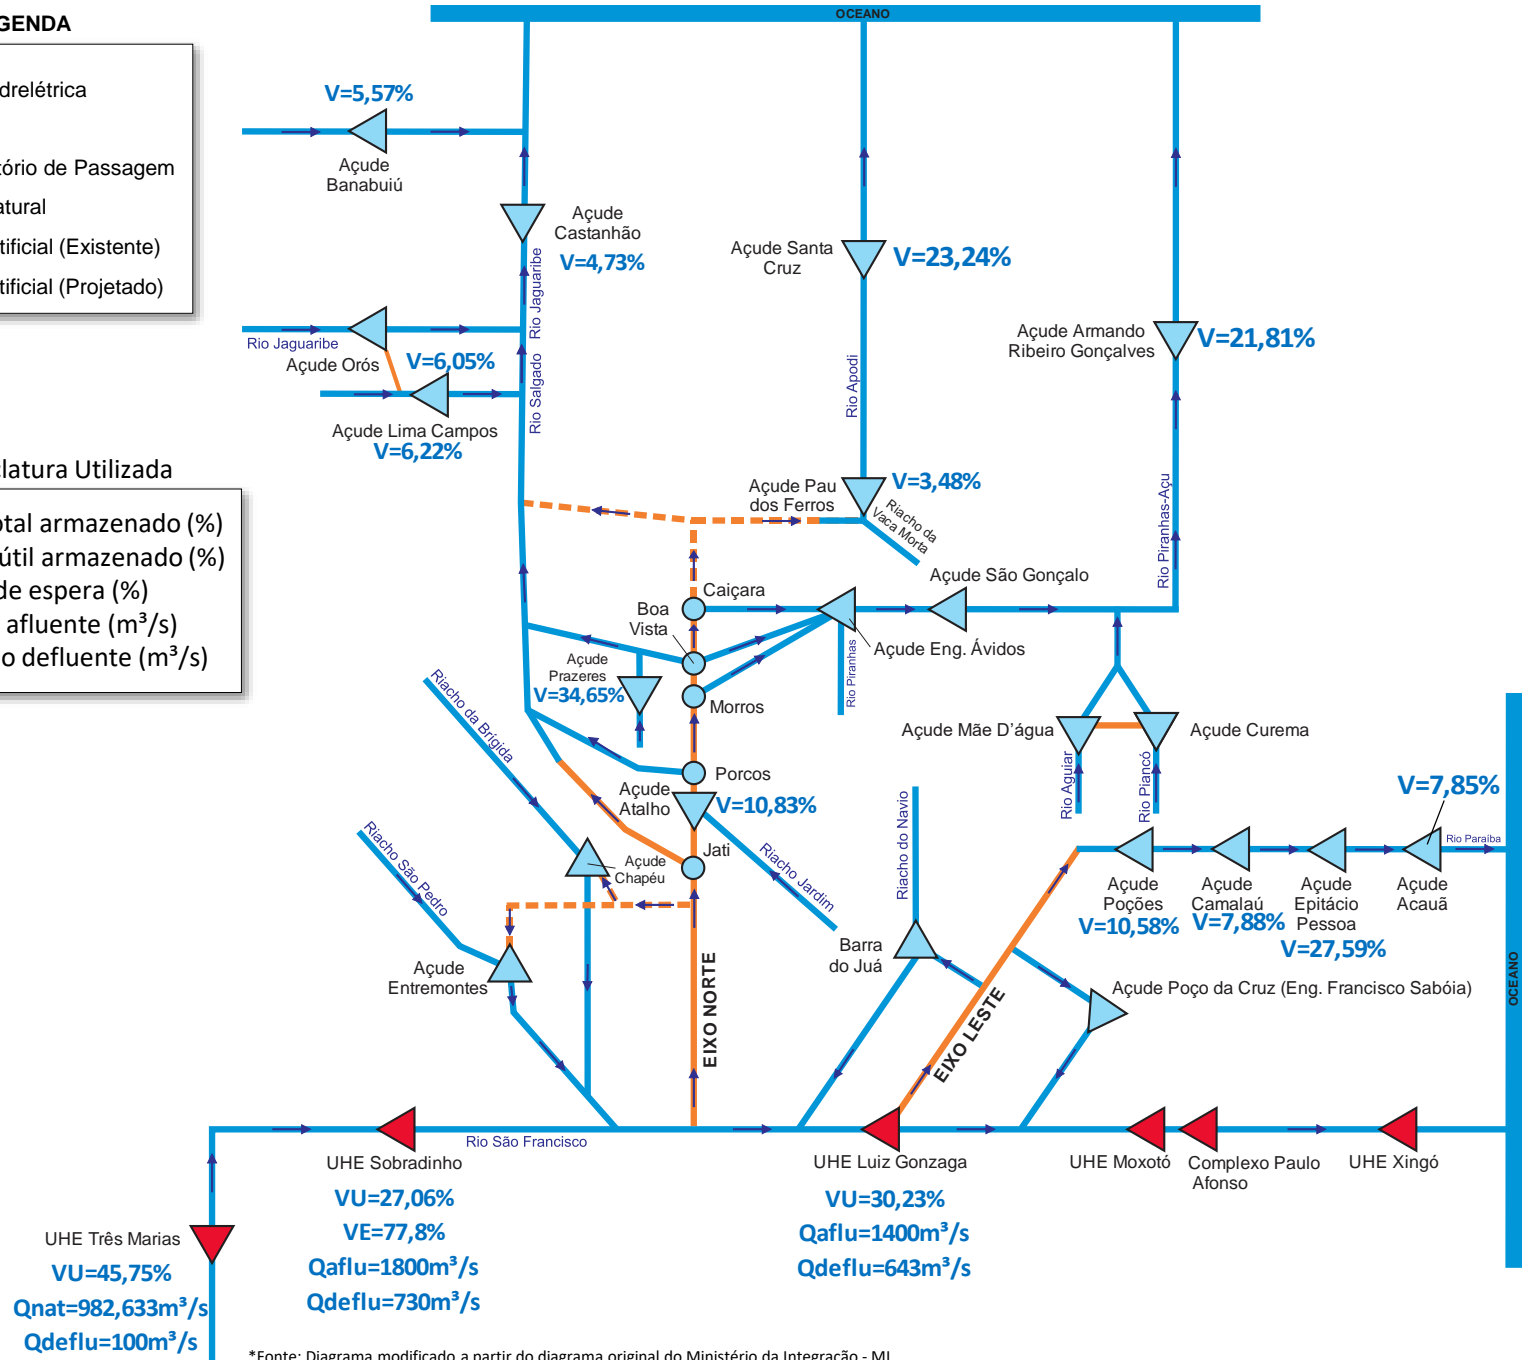 OCEANO
GENDA
drelétrica
tório de Passagem
atural
tificial (Existente)
tificial (Projetado)
V=5,57%
Açude
Banabuiú
Açude
Castanhão
V=4,73%
Rio Jaguaribe
Açude Santa
Cruz
V=23,24%
Açude Armando
Ribeiro Gonçalves
V=21,81%
Rio Jaguaribe
Açude Orós
V=6,05%
Rio Salgado
Rio Apodi
Açude Lima Campos
V=6,22%
latura Utilizada
otal armazenado (%)
útil armazenado (%)
de espera (%)
afluente (m³/s)
o defluente (m³/s)
Açude Pau
dos Ferros
V=3,48%
Riacho da
Vaca Morta
Rio Piranhas-Açu
Caiçara
Boa
Vista
Açude São Gonçalo
Açude Eng. Ávidos
Rio Piranhas
Açude
Prazeres
V=34,65%
Morros
Riacho da Brígida
Açude Mãe D'água
Açude Curema
Rio Aguiar
Rio Piancó
Porcos
Açude
Atalho
V=10,83%
Jati
Açude
Chapéu
Riacho São Pedro
Riacho Jardim
Riacho do Navio
V=7,85%
Rio Paraíba
Açude
Poções
V=10,58%
Açude
Camalaú
V=7,88%
Açude
Epitácio
Pessoa
V=27,59%
Açude
Acauã
Açude
Entremontes
Barra
do Juá
Açude Poço da Cruz (Eng. Francisco Sabóia)
OCEANO
EIXO NORTE
EIXO LESTE
Rio São Francisco
UHE Sobradinho
VU=27,06%
VE=77,8%
Qaflu=1800m³/s
Qdeflu=730m³/s
UHE Luiz Gonzaga
VU=30,23%
Qaflu=1400m³/s
Qdeflu=643m³/s
UHE Moxotó
Complexo Paulo
Afonso
UHE Xingó
UHE Três Marias
VU=45,75%
Qnat=982,633m³/s
Qdeflu=100m³/s
*Fonte: Diagrama modificado a partir do diagrama original do Ministério da Integração - MI